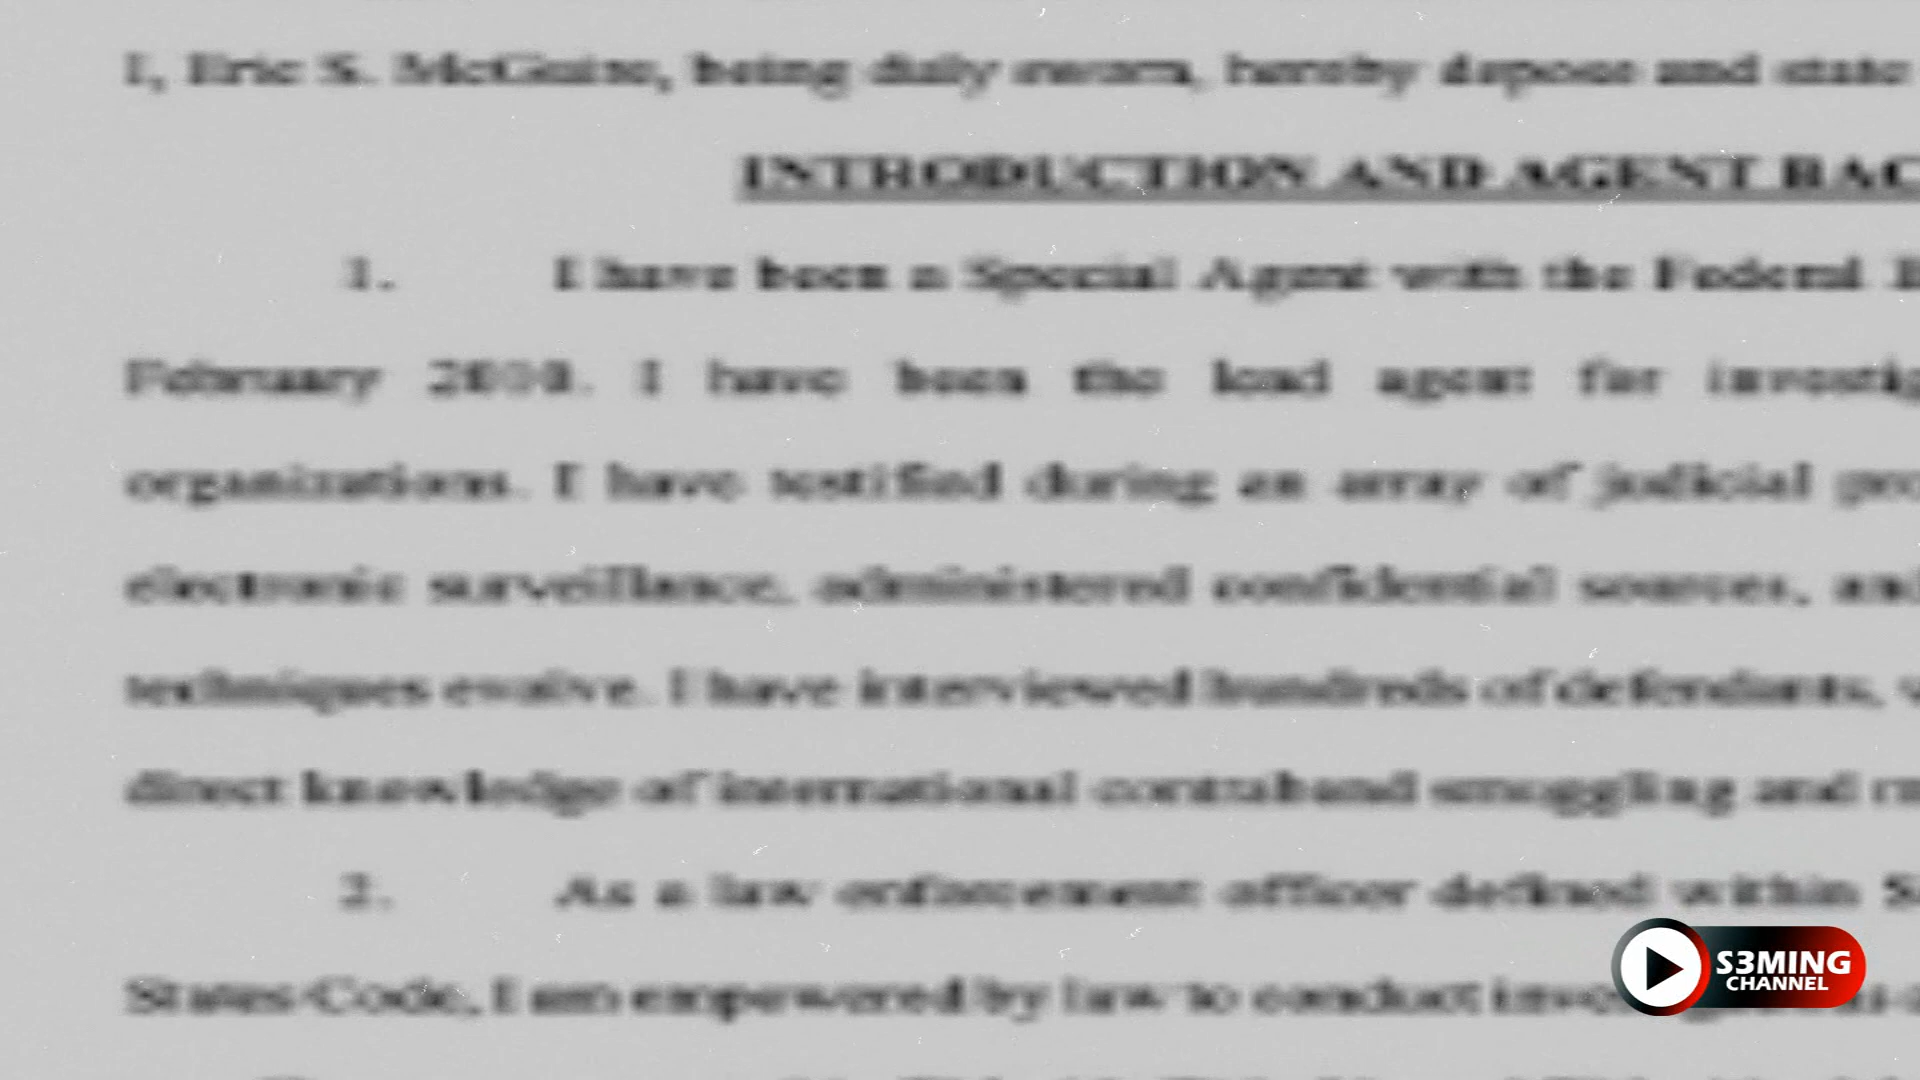 I, Eric S. McGuire, being duly sworn, hereby depose and state
INTRODUCTION AND AGENT BAC
1. I have been a Special Agent with the Federal B
February I have been the lead agent for investig
organizations. I have testified during an array of judicial pro
electronic surveillance, administered confidential sources, and
techniques evolve. I have interviewed hundreds of defendants,
direct knowledge of international contraband smuggling and
2. As a law enforcement officer defined within
States Code, I am empowered by law to conduct
S3MING
CHANNEL